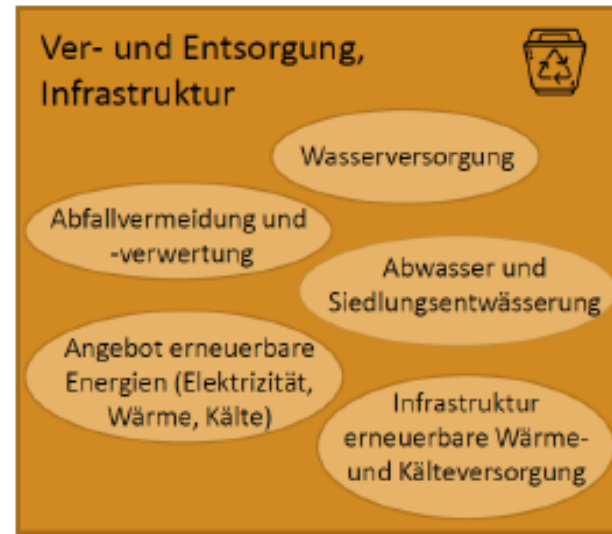 Ver- und Entsorgung,
Infrastruktur
Wasserversorgung
Abfallvermeidung und
-verwertung
Abwasser und
Siedlungsentwässerung
Angebot erneuerbare
Energien (Elektrizität,
Wärme, Kälte)
Infrastruktur
erneuerbare Wärme-
und Kälteversorgung